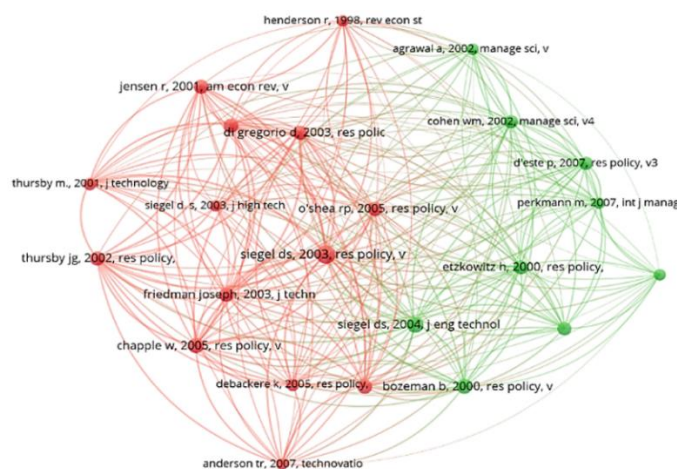 henderson r, 1998, rev econ st
agrawal a, 2002, manage sci, v
jensen r, 2001, am econ rev, v
cohen wm, 2002, manage sci, v4
di gregorio d, 2003, res polic
d'este p, 2007, res policy, v3
thursby m., 2001, j technology
siegel d. s, 2003, j high tech
o'shea rp, 2005, res policy, v
perkmann m, 2007, int j manag
siegel ds, 2003, res policy, v
thursby jg, 2002, res policy,
etzkowitz h, 2000, res policy,
friedman joseph, 2003, j techn
siegel ds, 2004, j eng technol
chapple w, 2005, res policy, v
debackere k, 2005, res policy,
bozeman b, 2000, res policy, v
anderson tr, 2007, technovatio